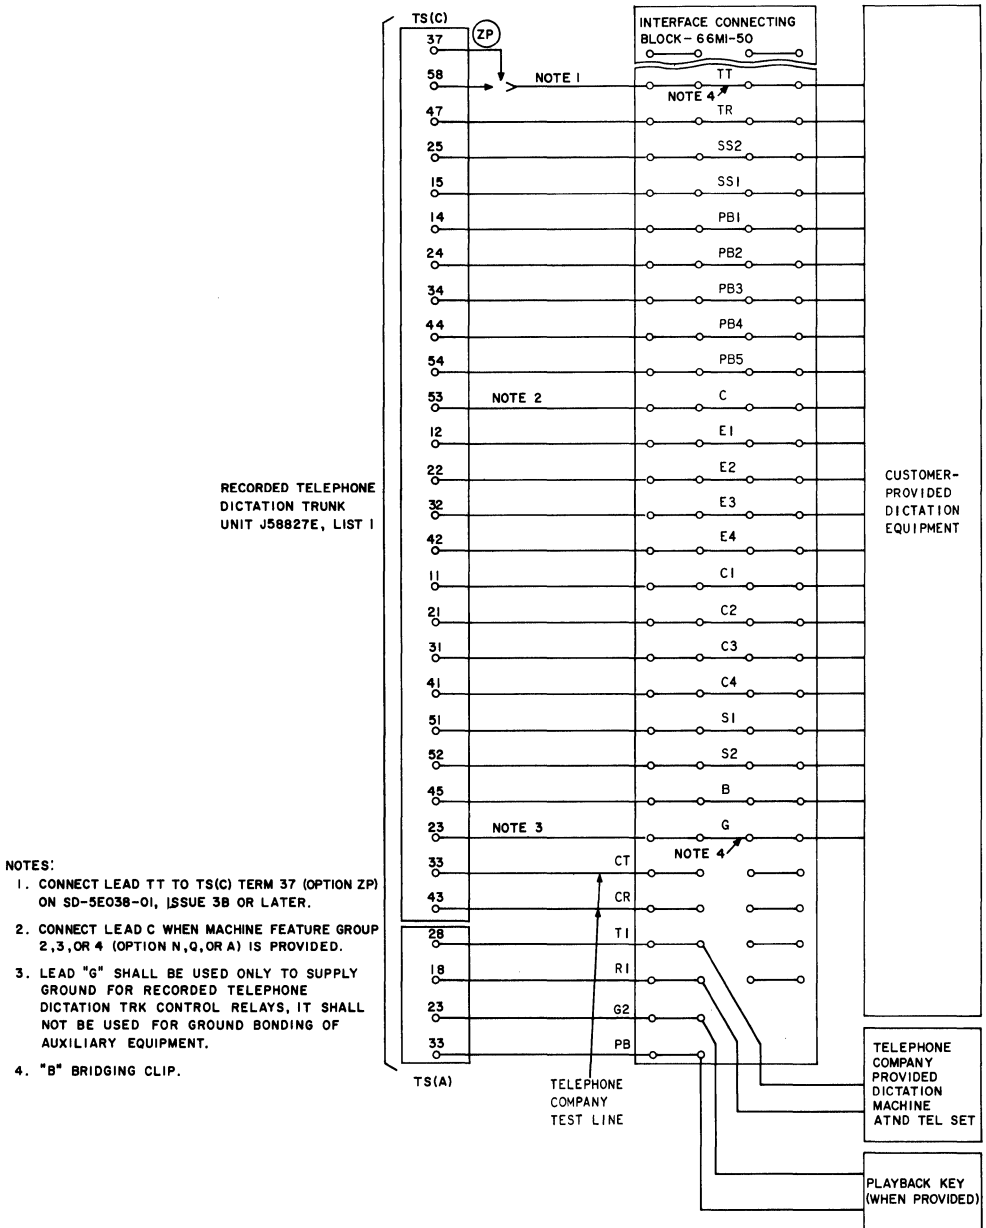 TS(C)
ZP
INTERFACE CONNECTING
BLOCK-66MI-50
37
58
NOTE 1
TT
NOTE 4
47
TR
25
SS2
15
SS1
14
PB1
24
PB2
34
PB3
44
PB4
54
PB5
53
NOTE 2
C
12
E1
22
E2
32
E3
42
E4
11
C1
21
C2
31
C3
41
C4
51
S1
52
S2
45
B
23
NOTE 3
G
NOTE 4
33
CT
43
CR
28
T1
18
R1
23
G2
33
PB
TS(A)
RECORDED TELEPHONE
DICTATION TRUNK
UNIT J58827E, LIST 1
CUSTOMER-
PROVIDED
DICTATION
EQUIPMENT
NOTES:
1. CONNECT LEAD TT TO TS(C) TERM 37 (OPTION ZP)
ON SD-5E038-01, ISSUE 3B OR LATER.
2. CONNECT LEAD C WHEN MACHINE FEATURE GROUP
2,3,OR 4 (OPTION N,Q,OR A) IS PROVIDED.
3. LEAD "G" SHALL BE USED ONLY TO SUPPLY
GROUND FOR RECORDED TELEPHONE
DICTATION TRK CONTROL RELAYS, IT SHALL
NOT BE USED FOR GROUND BONDING OF
AUXILIARY EQUIPMENT.
4. "B" BRIDGING CLIP.
TELEPHONE
COMPANY
TEST LINE
TELEPHONE
COMPANY
PROVIDED
DICTATION
MACHINE
ATND TEL SET
PLAYBACK KEY
(WHEN PROVIDED)